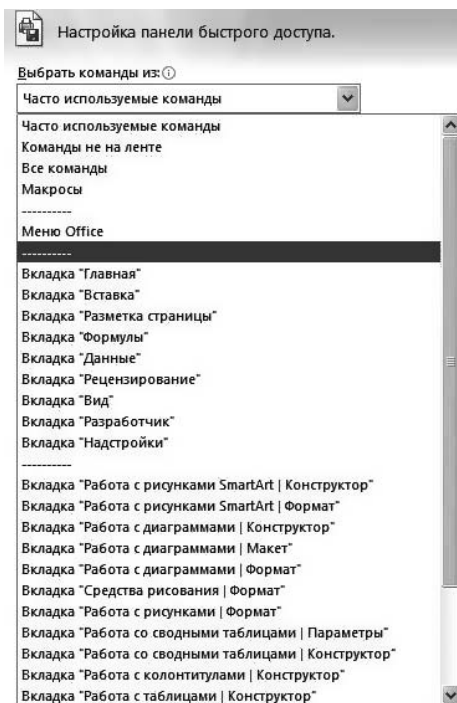 Настройка панели быстрого доступа.
Выбрать команды из:
Часто используемые команды
Часто используемые команды
Команды не на ленте
Все команды
Макросы
----------
Меню Office
----------
Вкладка "Главная"
Вкладка "Вставка"
Вкладка "Разметка страницы"
Вкладка "Формулы"
Вкладка "Данные"
Вкладка "Рецензирование"
Вкладка "Вид"
Вкладка "Разработчик"
Вкладка "Надстройки"
----------
Вкладка "Работа с рисунками SmartArt | Конструктор"
Вкладка "Работа с рисунками SmartArt | Формат"
Вкладка "Работа с диаграммами | Конструктор"
Вкладка "Работа с диаграммами | Макет"
Вкладка "Работа с диаграммами | Формат"
Вкладка "Средства рисования | Формат"
Вкладка "Работа с рисунками | Формат"
Вкладка "Работа со сводными таблицами | Параметры"
Вкладка "Работа со сводными таблицами | Конструктор"
Вкладка "Работа с колонтитулами | Конструктор"
Вкладка "Работа с таблицами | Конструктор"